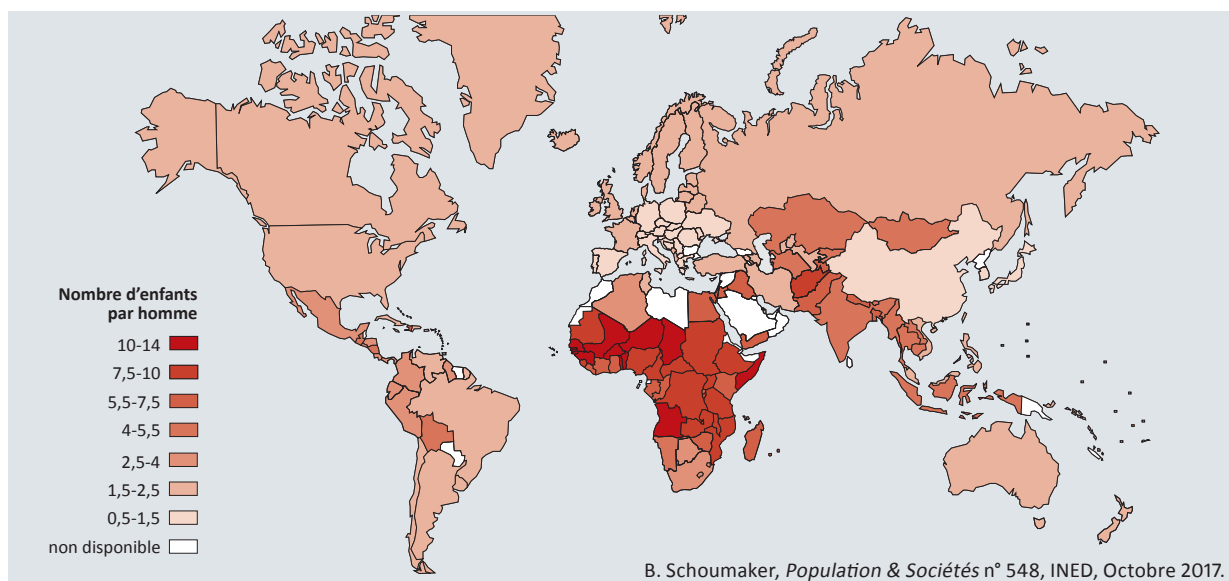 Nombre d’enfants
par homme
10-14
7,5-10
5,5-7,5
4-5,5
2,5-4
1,5-2,5
0,5-1,5
non disponible
B. Schoumaker, Population & Sociétés n° 548, INED, Octobre 2017.